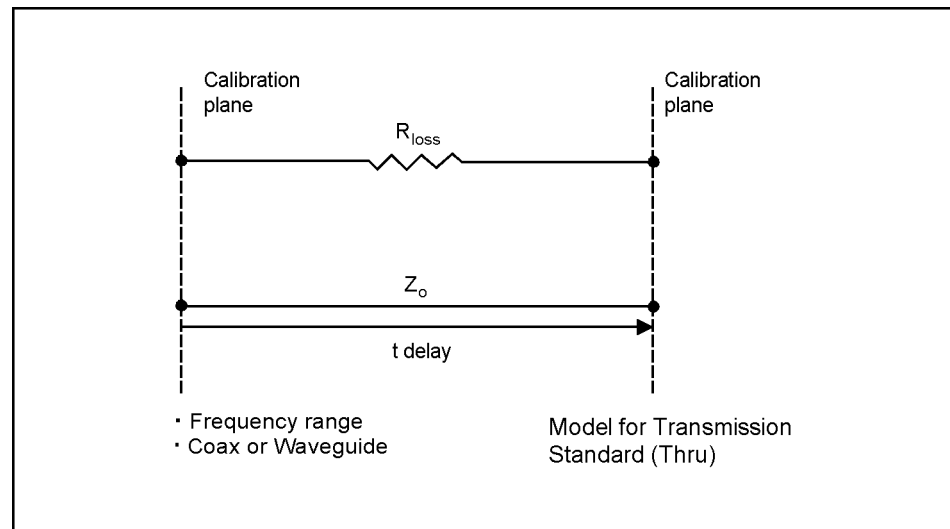 Calibration
plane
Calibration
plane
R_loss
Z_o
t delay
· Frequency range
· Coax or Waveguide
Model for Transmission
Standard (Thru)